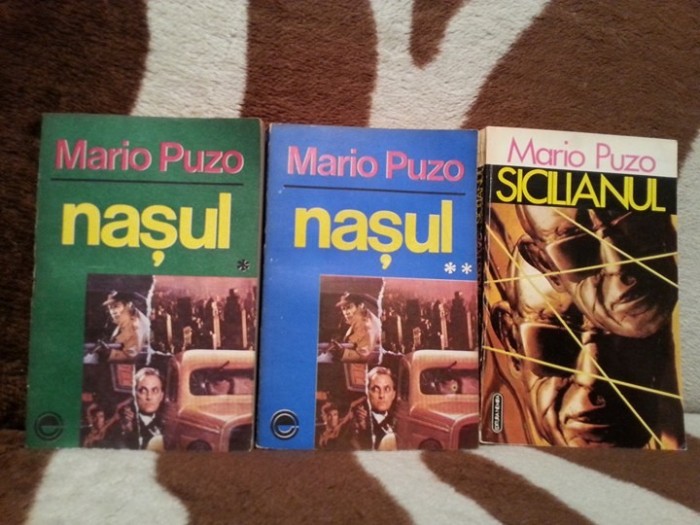 Mario Puzo
nașul
*
Mario Puzo
nașul
**
Mario Puzo
SICILIANUL